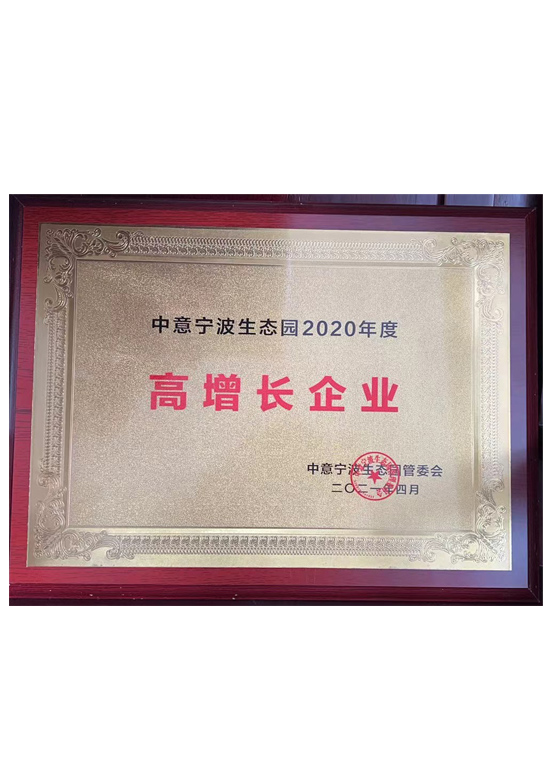 中意宁波生态园2020年度
高增长企业
中意宁波生态园管委会
二〇二一年四月